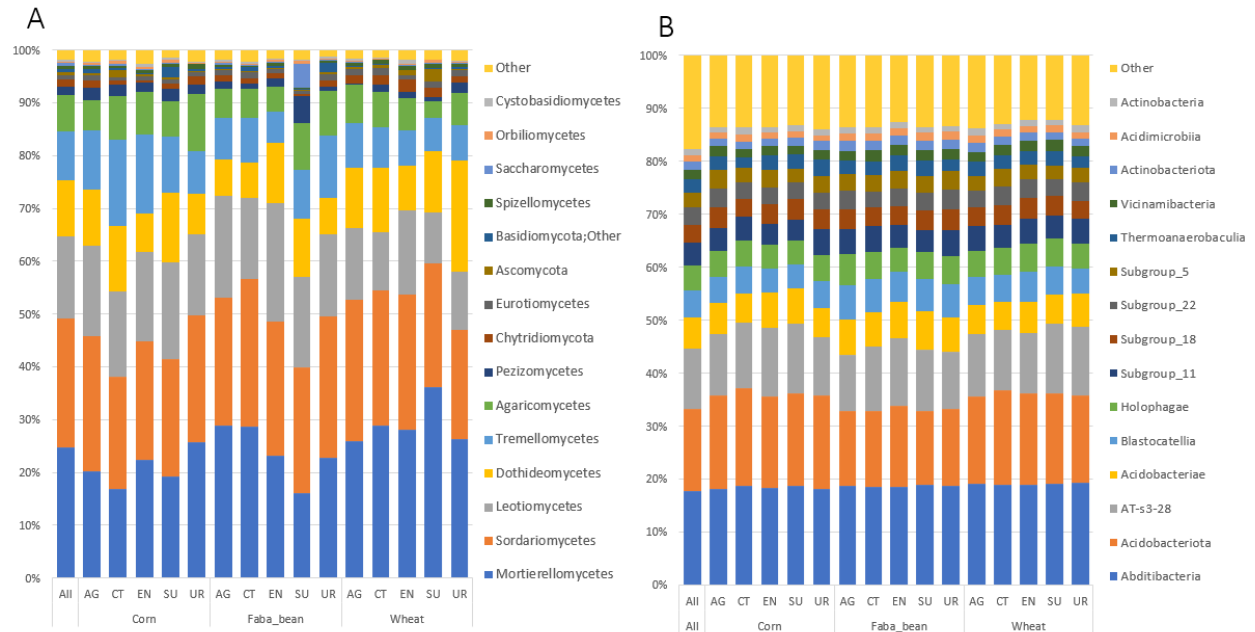 A
100%
90%
80%
70%
60%
50%
40%
30%
20%
10%
0%
All AG CT EN SU UR AG CT EN SU UR AG CT EN SU UR
Corn Faba_bean Wheat
Other
Cystobasidiomycetes
Orbiliomycetes
Saccharomycetes
Spizellomycetes
Basidiomycota;Other
Ascomycota
Eurotiomycetes
Chytridiomycota
Pezizomycetes
Agaricomycetes
Tremellomycetes
Dothideomycetes
Leotiomycetes
Sordariomycetes
Mortierellomycetes
B
100%
90%
80%
70%
60%
50%
40%
30%
20%
10%
0%
All AG CT EN SU UR AG CT EN SU UR AG CT EN SU UR
All Corn Faba_bean Wheat
Other
Actinobacteria
Acidimicrobiia
Actinobacteriota
Vicinamibacteria
Thermoanaerobaculia
Subgroup_5
Subgroup_22
Subgroup_18
Subgroup_11
Holophagae
Blastocatellia
Acidobacteriae
AT-s3-28
Acidobacteriota
Abditibacteria